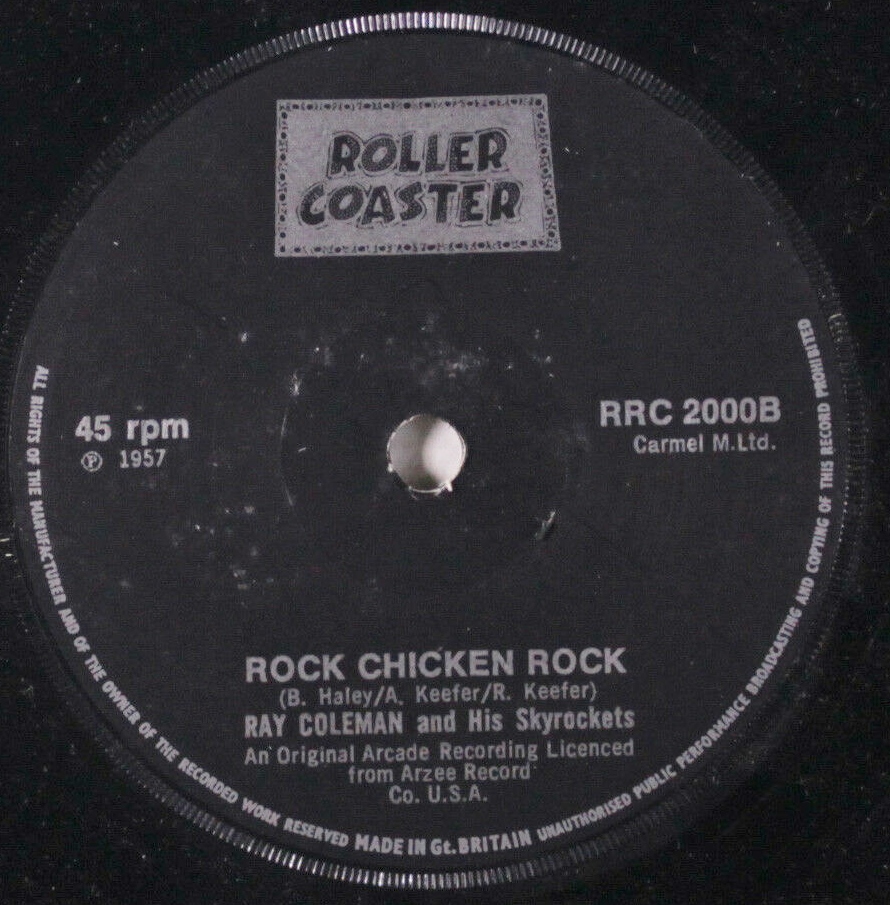 ROLLER
COASTER
45 rpm
℗ 1957
RRC 2000B
Carmel M.Ltd.
ROCK CHICKEN ROCK
(B. Haley/A. Keefer/R. Keefer)
RAY COLEMAN and His Skyrockets
An Original Arcade Recording Licenced
from Arzee Record
Co. U.S.A.
ALL RIGHTS OF THE MANUFACTURER AND OF THE OWNER OF THE RECORDED WORK RESERVED MADE IN Gt. BRITAIN UNAUTHORISED PUBLIC PERFORMANCE BROADCASTING AND COPYING OF THIS RECORD PROHIBITED